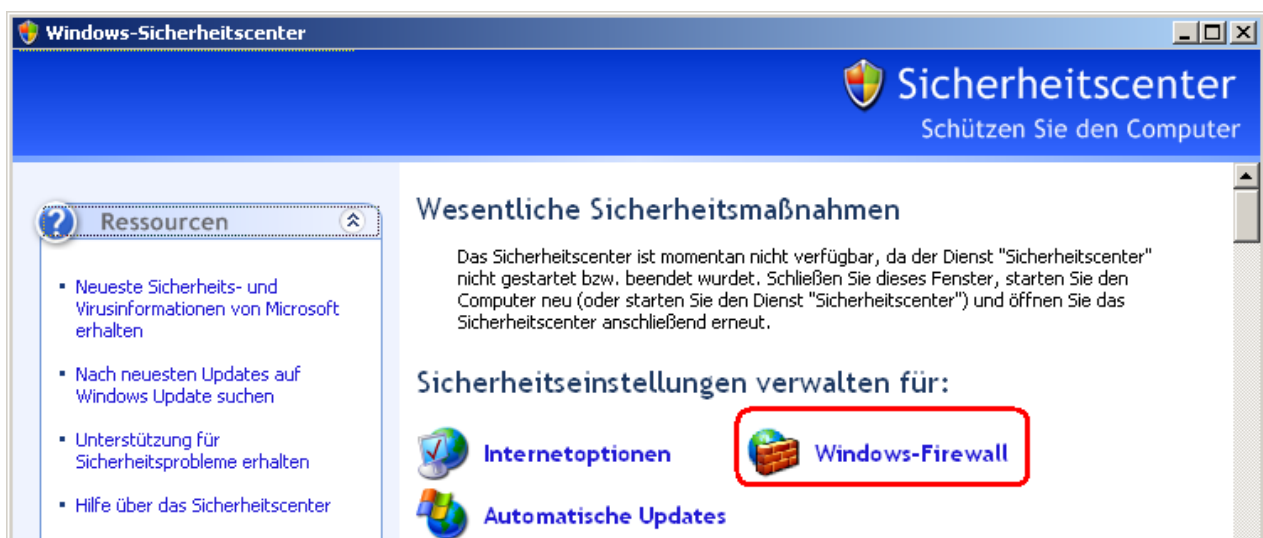 Windows-Sicherheitscenter
Sicherheitscenter
Schützen Sie den Computer
Ressourcen
Neueste Sicherheits- und
Virusinformationen von Microsoft
erhalten
Nach neuesten Updates auf
Windows Update suchen
Unterstützung für
Sicherheitsprobleme erhalten
Hilfe über das Sicherheitscenter
Wesentliche Sicherheitsmaßnahmen
Das Sicherheitscenter ist momentan nicht verfügbar, da der Dienst "Sicherheitscenter"
nicht gestartet bzw. beendet wurdet. Schließen Sie dieses Fenster, starten Sie den
Computer neu (oder starten Sie den Dienst "Sicherheitscenter") und öffnen Sie das
Sicherheitscenter anschließend erneut.
Sicherheitseinstellungen verwalten für:
Internetoptionen
Windows-Firewall
Automatische Updates